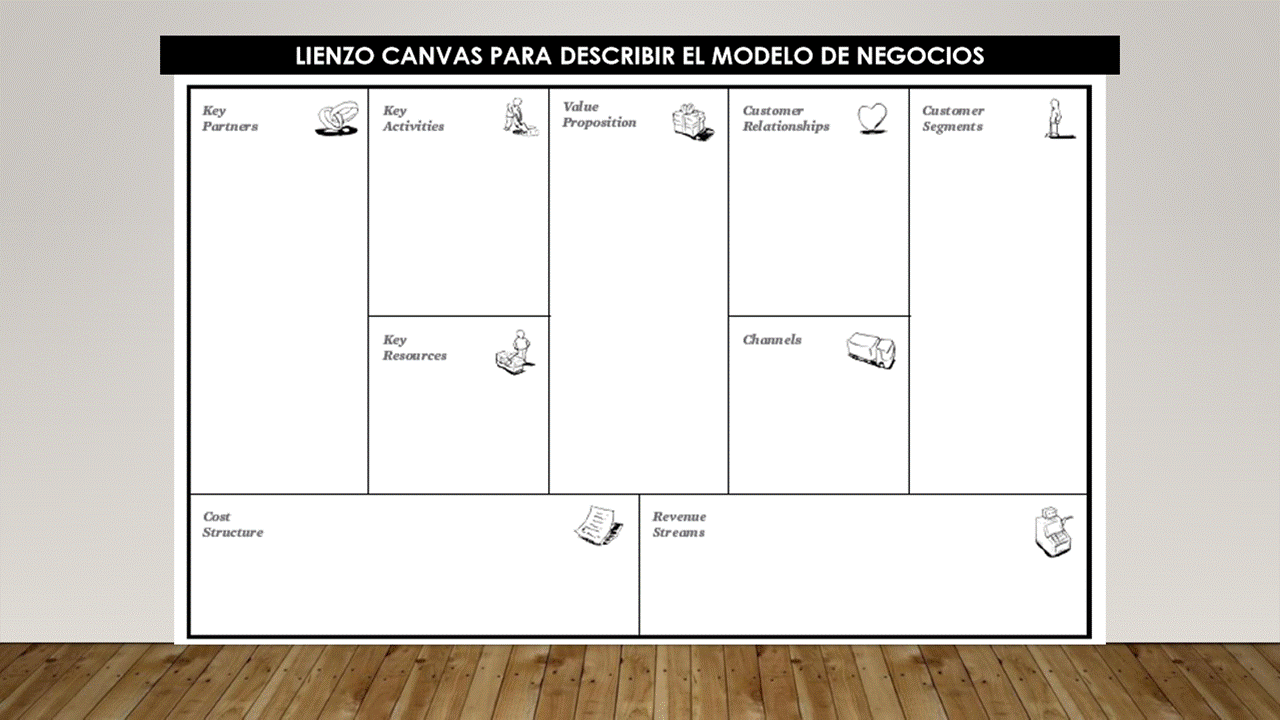 LIENZO CANVAS PARA DESCRIBIR EL MODELO DE NEGOCIOS
Key
Partners
Key
Activities
Value
Proposition
Customer
Relationships
Customer
Segments
Key
Resources
Channels
Cost
Structure
Revenue
Streams